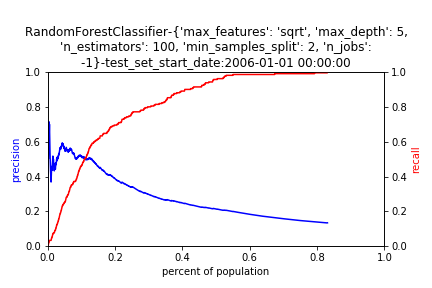 RandomForestClassifier-{'max_features': 'sqrt', 'max_depth': 5,
'n_estimators': 100, 'min_samples_split': 2, 'n_jobs':
-1}-test_set_start_date:2006-01-01 00:00:00
1.0
1.0
0.8
0.8
0.6
0.6
precision
recall
0.4
0.4
0.2
0.2
0.0
0.0
0.0 0.2 0.4 0.6 0.8 1.0
percent of population